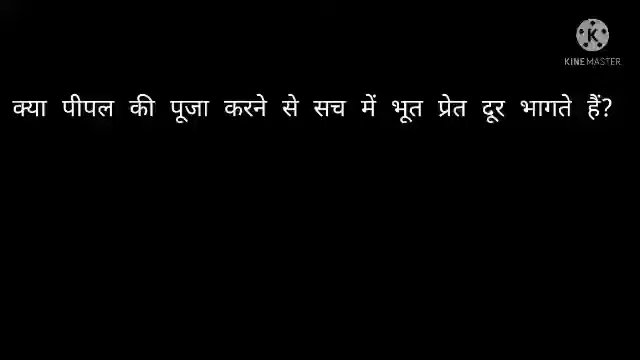 K
KINEMASTER
क्या पीपल की पूजा करने से सच में भूत प्रेत दूर भागते हैं?